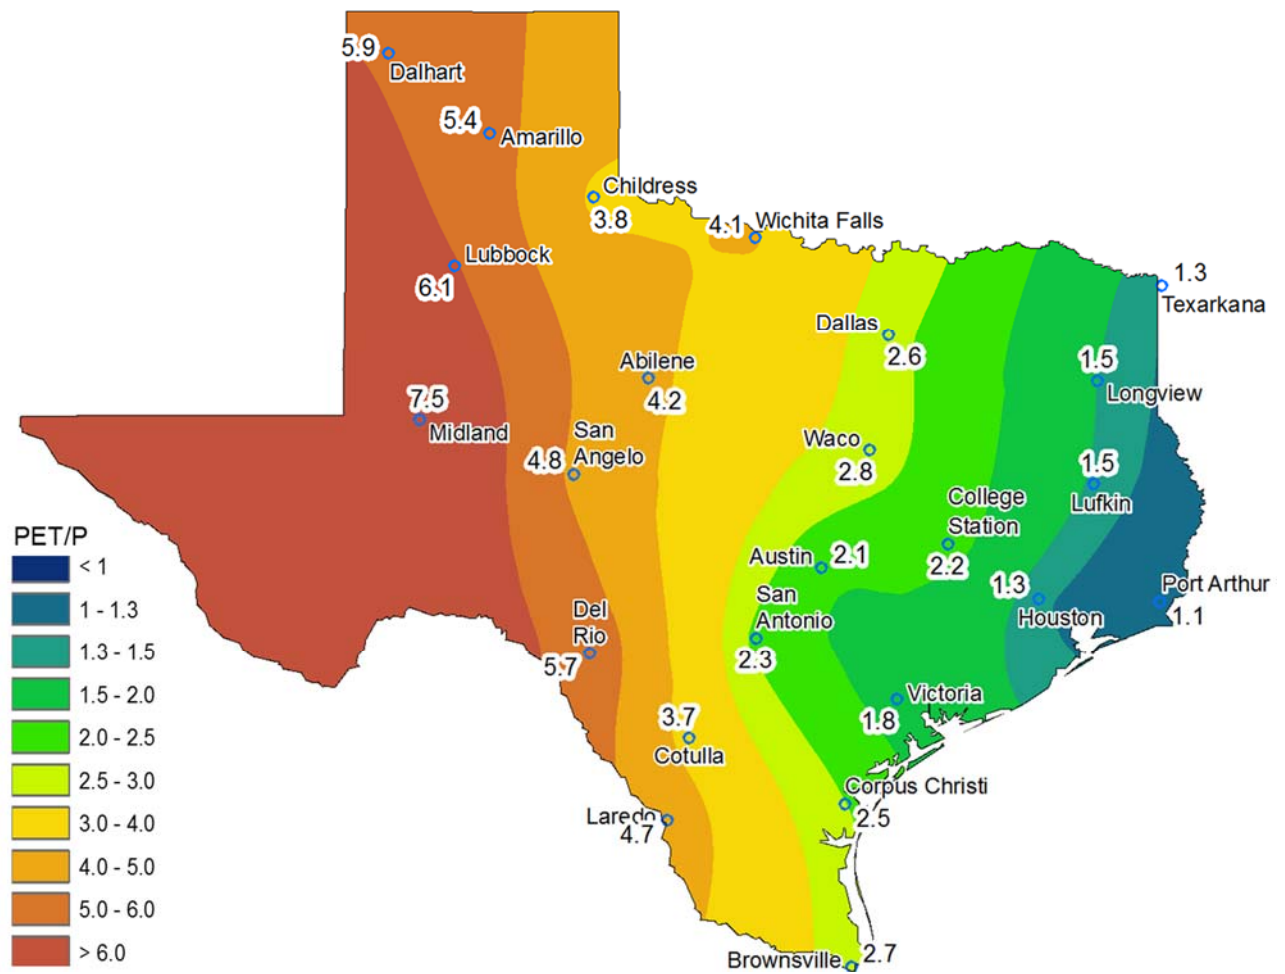 5.9
Dalhart
5.4
Amarillo
Childress
3.8
4.1
Wichita Falls
Lubbock
6.1
1.3
Texarkana
Dallas
2.6
Abilene
4.2
1.5
Longview
7.5
Midland
San
Angelo
4.8
Waco
2.8
1.5
Lufkin
College
Station
2.2
Austin
2.1
PET/P
< 1
1 - 1.3
1.3 - 1.5
1.5 - 2.0
2.0 - 2.5
2.5 - 3.0
3.0 - 4.0
4.0 - 5.0
5.0 - 6.0
> 6.0
Del
Rio
5.7
San
Antonio
2.3
1.3
Houston
Port Arthur
1.1
3.7
Cotulla
Victoria
1.8
Laredo
4.7
Corpus Christi
2.5
Brownsville
2.7